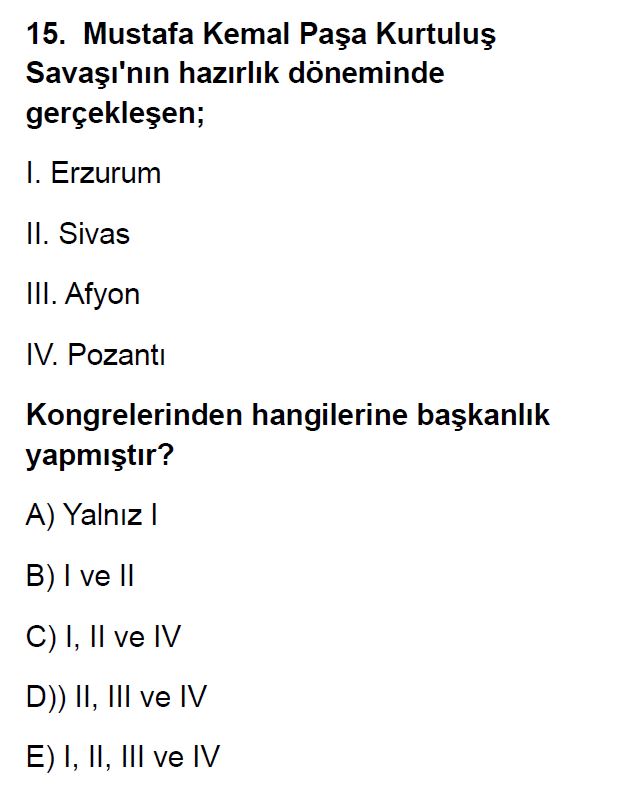 15. Mustafa Kemal Paşa Kurtuluş
Savaşı'nın hazırlık döneminde
gerçekleşen;
I. Erzurum
II. Sivas
III. Afyon
IV. Pozantı
Kongrelerinden hangilerine başkanlık
yapmıştır?
A) Yalnız I
B) I ve II
C) I, II ve IV
D)) II, III ve IV
E) I, II, III ve IV